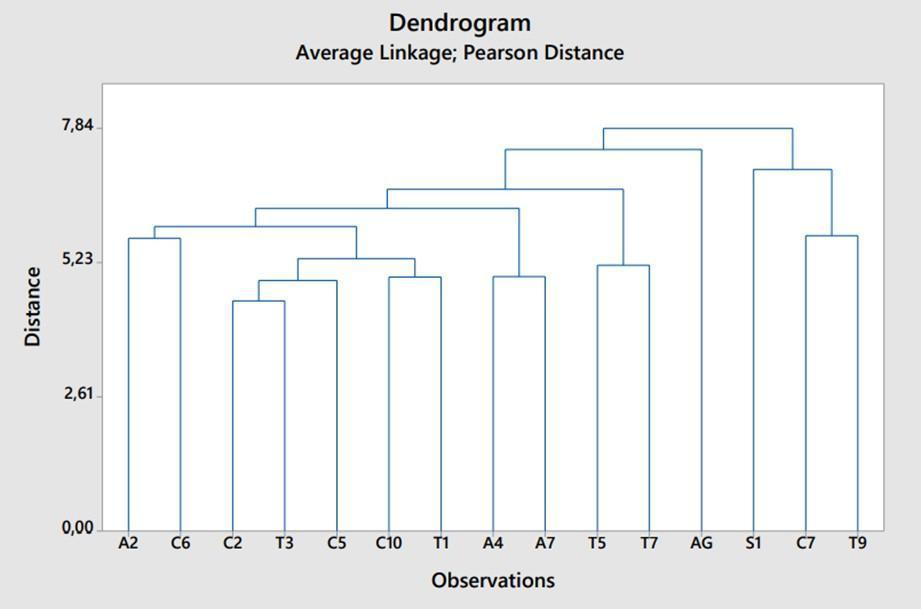 Dendrogram
Average Linkage; Pearson Distance
7,84
5,23
2,61
0,00
Distance
A2 C6 C2 T3 C5 C10 T1 A4 A7 T5 T7 AG S1 C7 T9
Observations